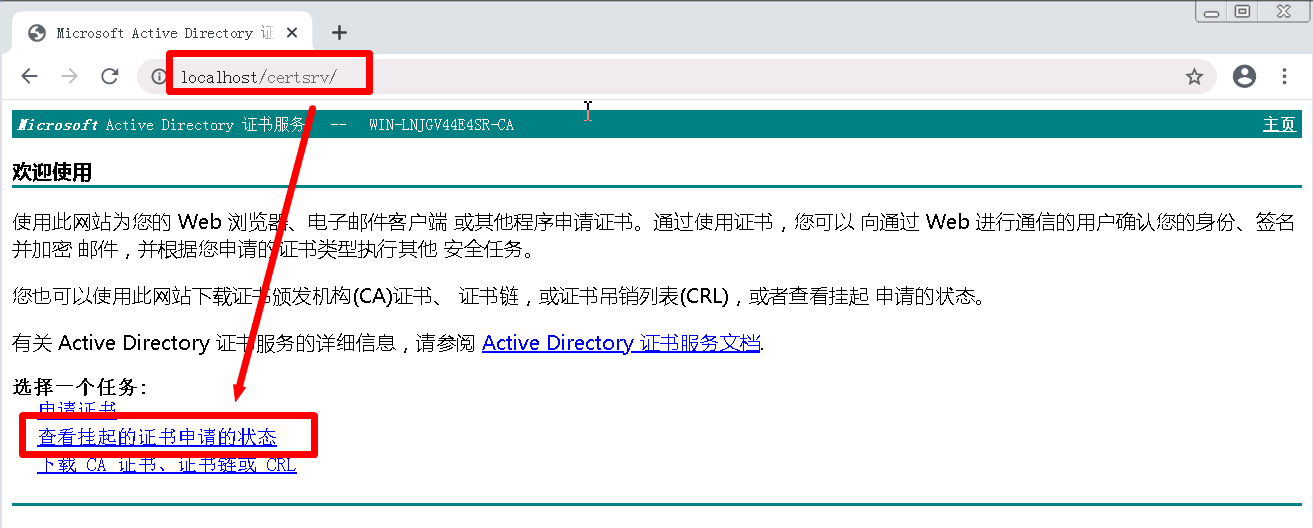 Microsoft Active Directory 证
localhost/certsrv/
Microsoft Active Directory 证书服务 -- WIN-LNJGV44E4SR-CA 主页
欢迎使用
使用此网站为您的 Web 浏览器、电子邮件客户端 或其他程序申请证书。通过使用证书，您可以 向通过 Web 进行通信的用户确认您的身份、签名
并加密 邮件，并根据您申请的证书类型执行其他 安全任务。
您也可以使用此网站下载证书颁发机构(CA)证书、 证书链，或证书吊销列表(CRL)，或者查看挂起 申请的状态。
有关 Active Directory 证书服务的详细信息，请参阅 Active Directory 证书服务文档.
选择一个任务:
申请证书
查看挂起的证书申请的状态
下载 CA 证书、证书链或 CRL